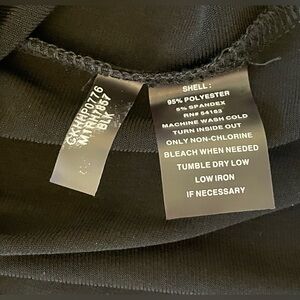 GXHHP0776
BLK
SHELL:
95% POLYESTER
5% SPANDEX
RN# 54163
MACHINE WASH COLD
TURN INSIDE OUT
ONLY NON-CHLORINE
BLEACH WHEN NEEDED
TUMBLE DRY LOW
LOW IRON
IF NECESSARY